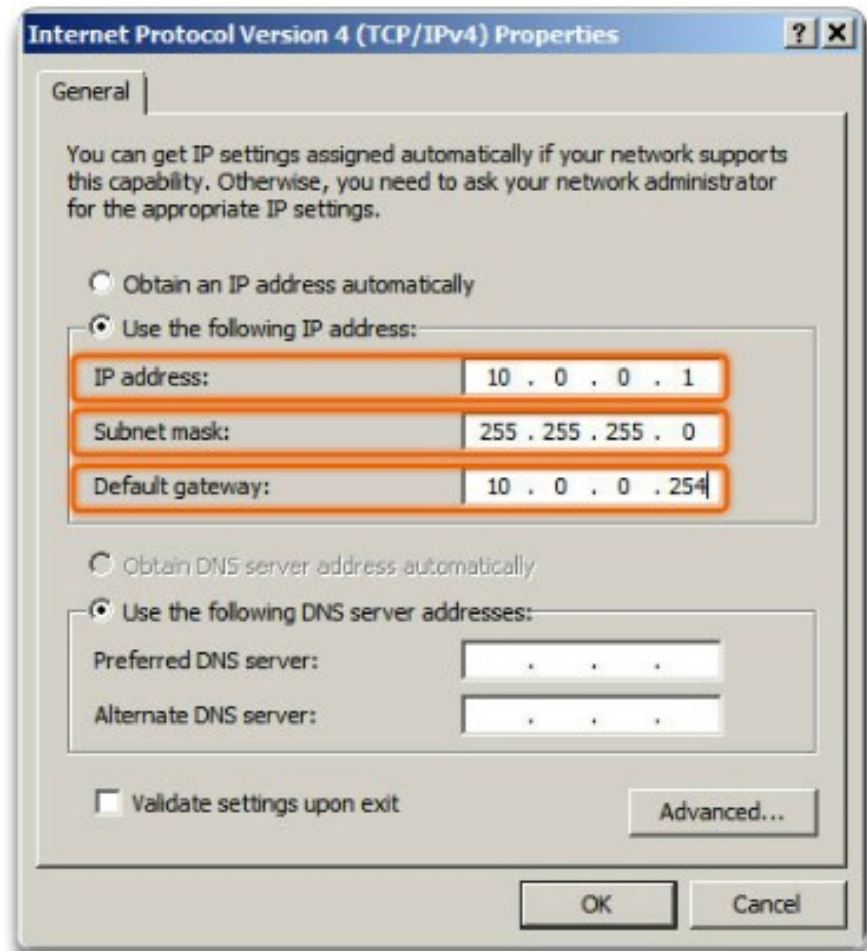 Internet Protocol Version 4 (TCP/IPv4) Properties
General
You can get IP settings assigned automatically if your network supports
this capability. Otherwise, you need to ask your network administrator
for the appropriate IP settings.
Obtain an IP address automatically
Use the following IP address:
IP address: 10 . 0 . 0 . 1
Subnet mask: 255 . 255 . 255 . 0
Default gateway: 10 . 0 . 0 . 254
Obtain DNS server address automatically
Use the following DNS server addresses:
Preferred DNS server: . . .
Alternate DNS server: . . .
Validate settings upon exit
Advanced...
OK Cancel